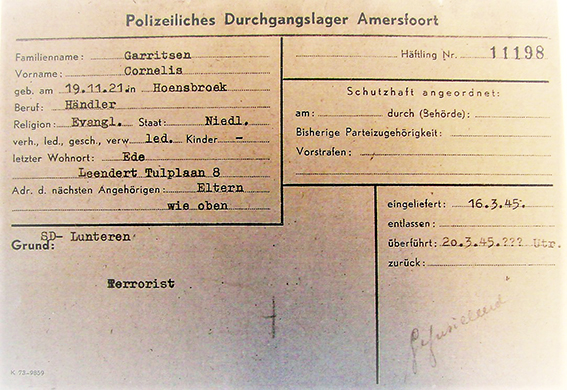 Polizeiliches Durchgangslager Amersfoort
Familienname: Garritsen
Vorname: Cornelis
geb. am 19.11.21 in Hoensbroek
Beruf: Händler
Religion: Evangl. Staat: Niedl.
verh., led., gesch., verw. led. Kinder -
letzter Wohnort: Ede
Leendert Tulplaan 8
Adr. d. nächsten Angehörigen: Eltern
wie oben
Häftling Nr. 11198
Schutzhaft angeordnet:
am: durch (Behörde):
Bisherige Parteizugehörigkeit:
Vorstrafen:
SD- Lunteren
Grund:
Terrorist
eingeliefert: 16.3.45.
entlassen:
überführt: 20.3.45.??? Utr.
zurück:
K 73-9859